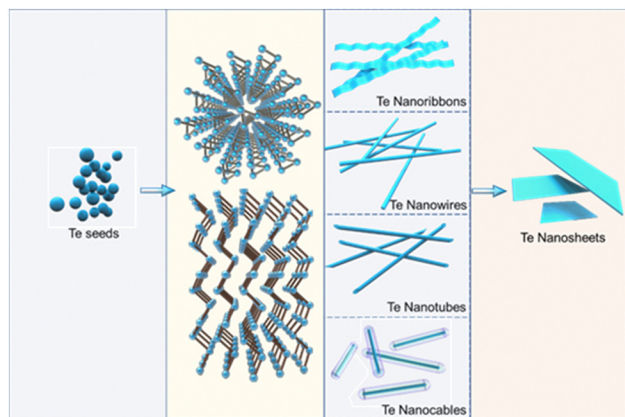 Te seeds
Te Nanoribbons
Te Nanowires
Te Nanotubes
Te Nanocables
Te Nanosheets